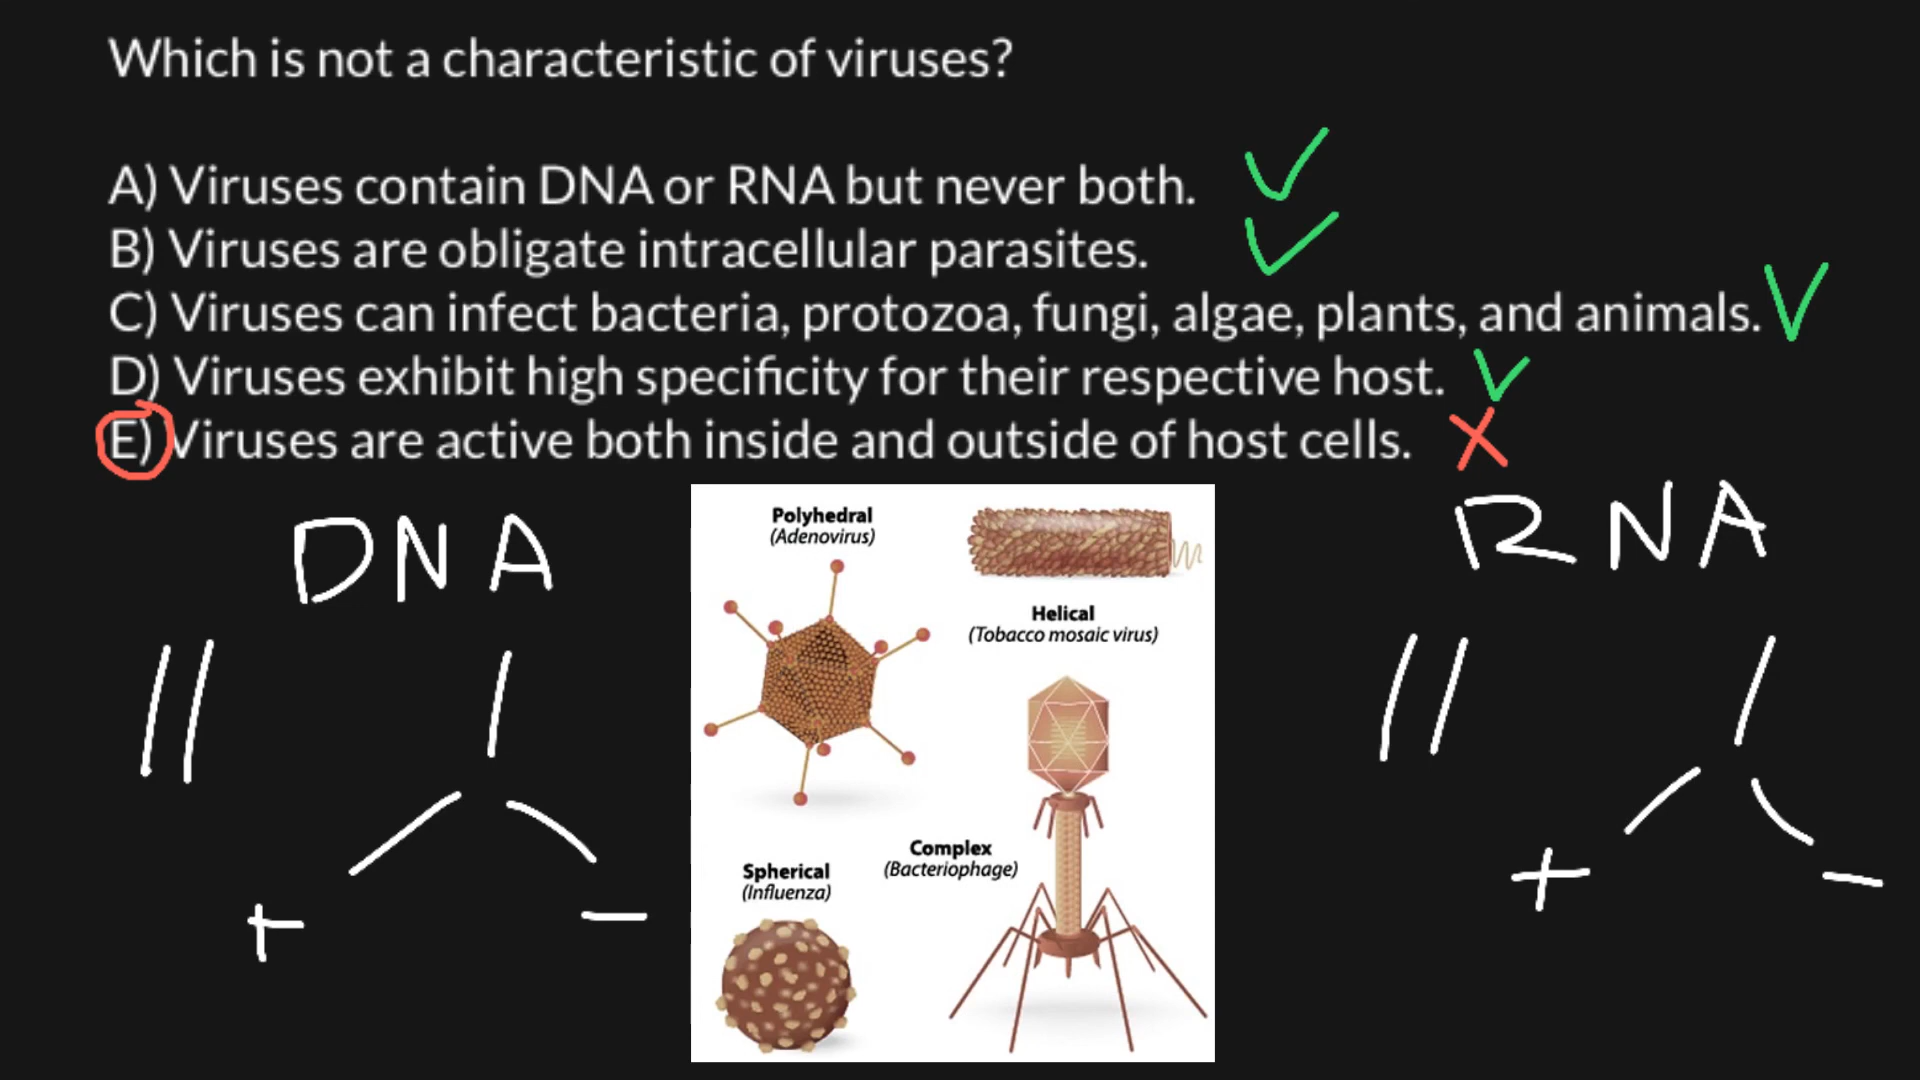 Which is not a characteristic of viruses?
A) Viruses contain DNA or RNA but never both.
B) Viruses are obligate intracellular parasites.
C) Viruses can infect bacteria, protozoa, fungi, algae, plants, and animals.
D) Viruses exhibit high specificity for their respective host.
E) Viruses are active both inside and outside of host cells.
DNA
RNA
Polyhedral
(Adenovirus)
Helical
(Tobacco mosaic virus)
Complex
(Bacteriophage)
Spherical
(Influenza)
+
−
+
−